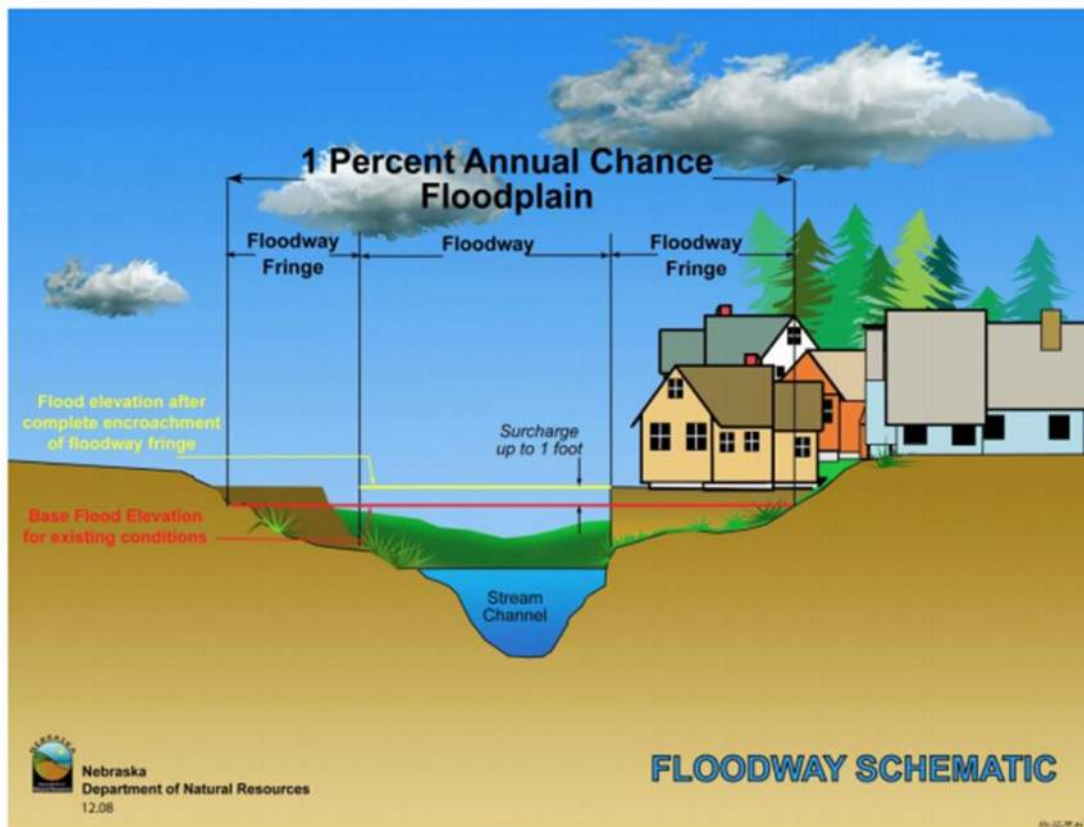 1 Percent Annual Chance
Floodplain
Floodway
Fringe
Floodway
Floodway
Fringe
Flood elevation after
complete encroachment
of floodway fringe
Surcharge
up to 1 foot
Base Flood Elevation
for existing conditions
Stream
Channel
NEBRASKA
Nebraska
Department of Natural Resources
12.08
FLOODWAY SCHEMATIC